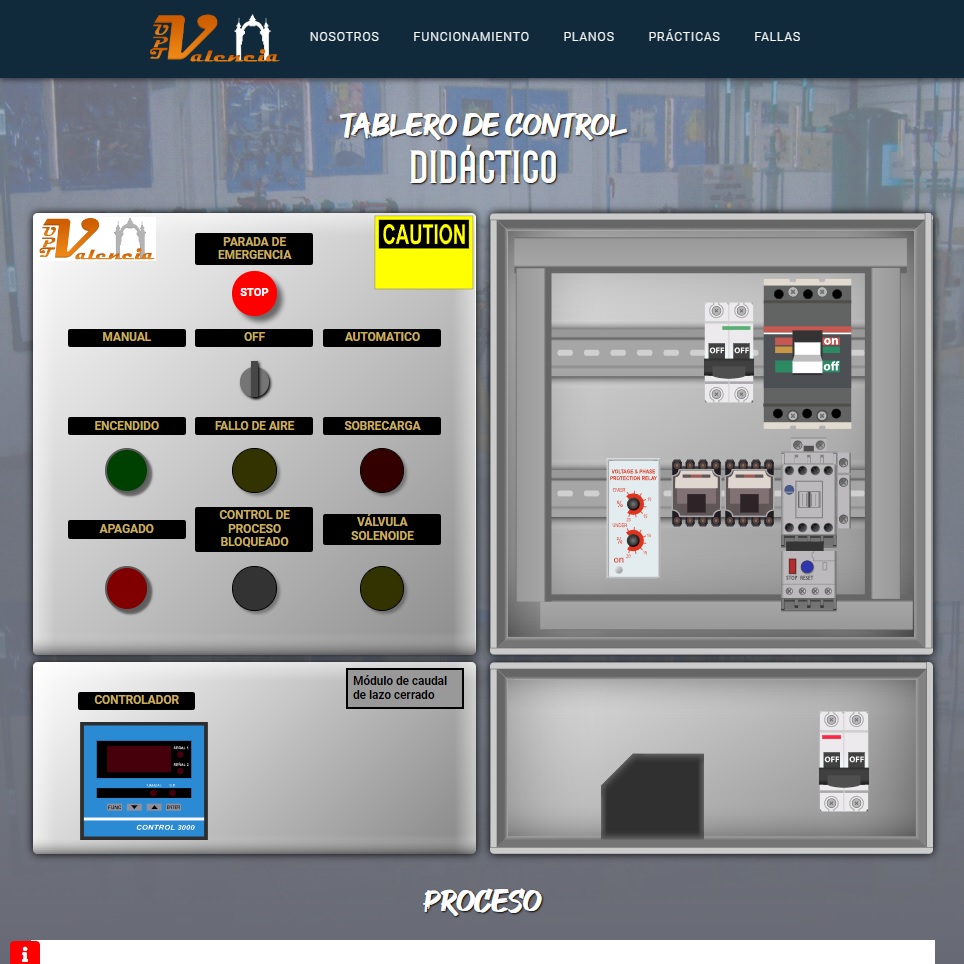 UPT Valencia
NOSOTROS
FUNCIONAMIENTO
PLANOS
PRÁCTICAS
FALLAS
TABLERO DE CONTROL
DIDÁCTICO
UPT Valencia
PARADA DE
EMERGENCIA
CAUTION
STOP
MANUAL
OFF
AUTOMATICO
ENCENDIDO
FALLO DE AIRE
SOBRECARGA
APAGADO
CONTROL DE
PROCESO
BLOQUEADO
VÁLVULA
SOLENOIDE
OFF OFF
on
off
VOLTAGE & PHASE
PROTECTION RELAY
OVER
%
UNDER
%
on
STOP RESET
CONTROLADOR
Módulo de caudal
de lazo cerrado
SEÑAL 1
SEÑAL 2
FUNC
ENTER
CONTROL 3000
OFF OFF
PROCESO
i